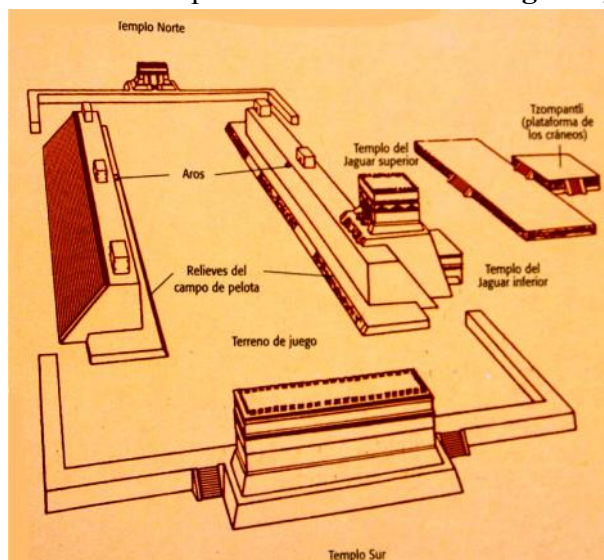 Templo Norte
Tzompantli
(plataforma de
los cráneos)
Templo del
Jaguar superior
Aros
Relieves del
campo de pelota
Templo del
Jaguar inferior
Terreno de juego
Templo Sur